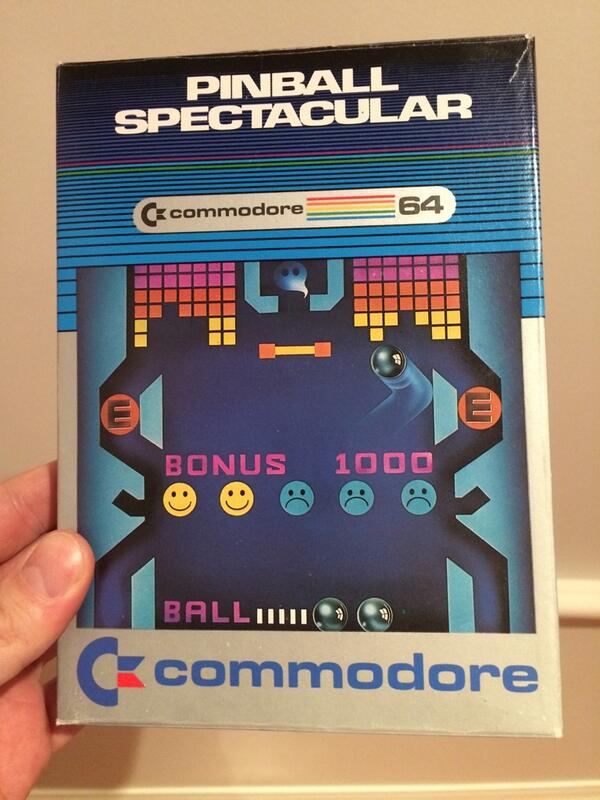 PINBALL
SPECTACULAR
commodore 64
E
E
BONUS 1000
BALL
commodore